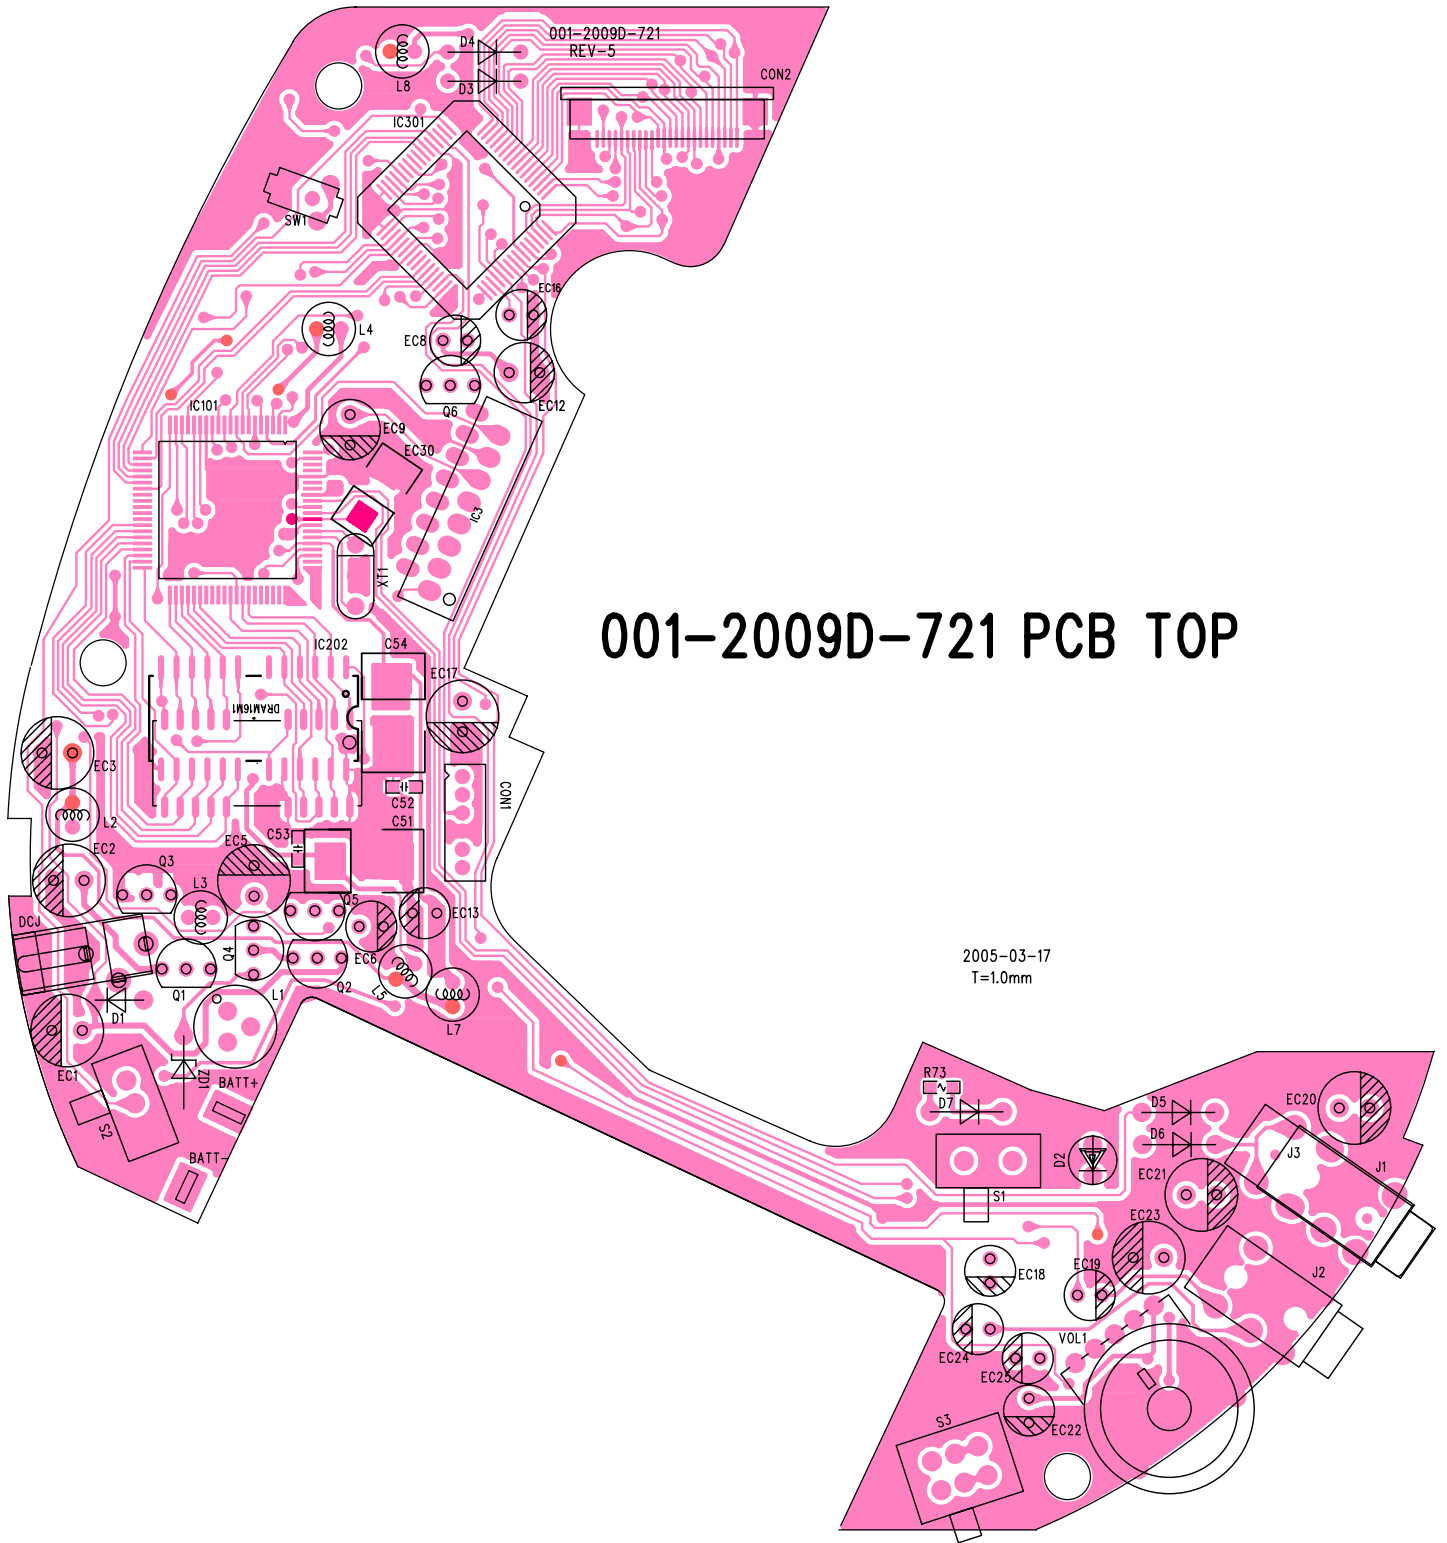 001-2009D-721
REV-5
D4
D3
L8
CON2
IC301
SW1
EC16
L4
EC8
EC12
Q6
IC101
EC9
EC30
IC3
XT1
001-2009D-721 PCB TOP
IC202
C54
EC17
DRAM16M1
EC3
C52
CON1
L2
C53
C51
EC5
EC2
Q3
L3
Q5
EC13
DCJ
Q4
EC6
Q1
L1
Q2
L5
L7
D1
2005-03-17
T=1.0mm
EC1
ZD1
BATT+
S2
BATT-
R73
D7
D5
EC20
D6
D2
J3
J1
S1
EC21
EC23
EC18
EC19
J2
VOL1
EC24
EC25
EC22
S3